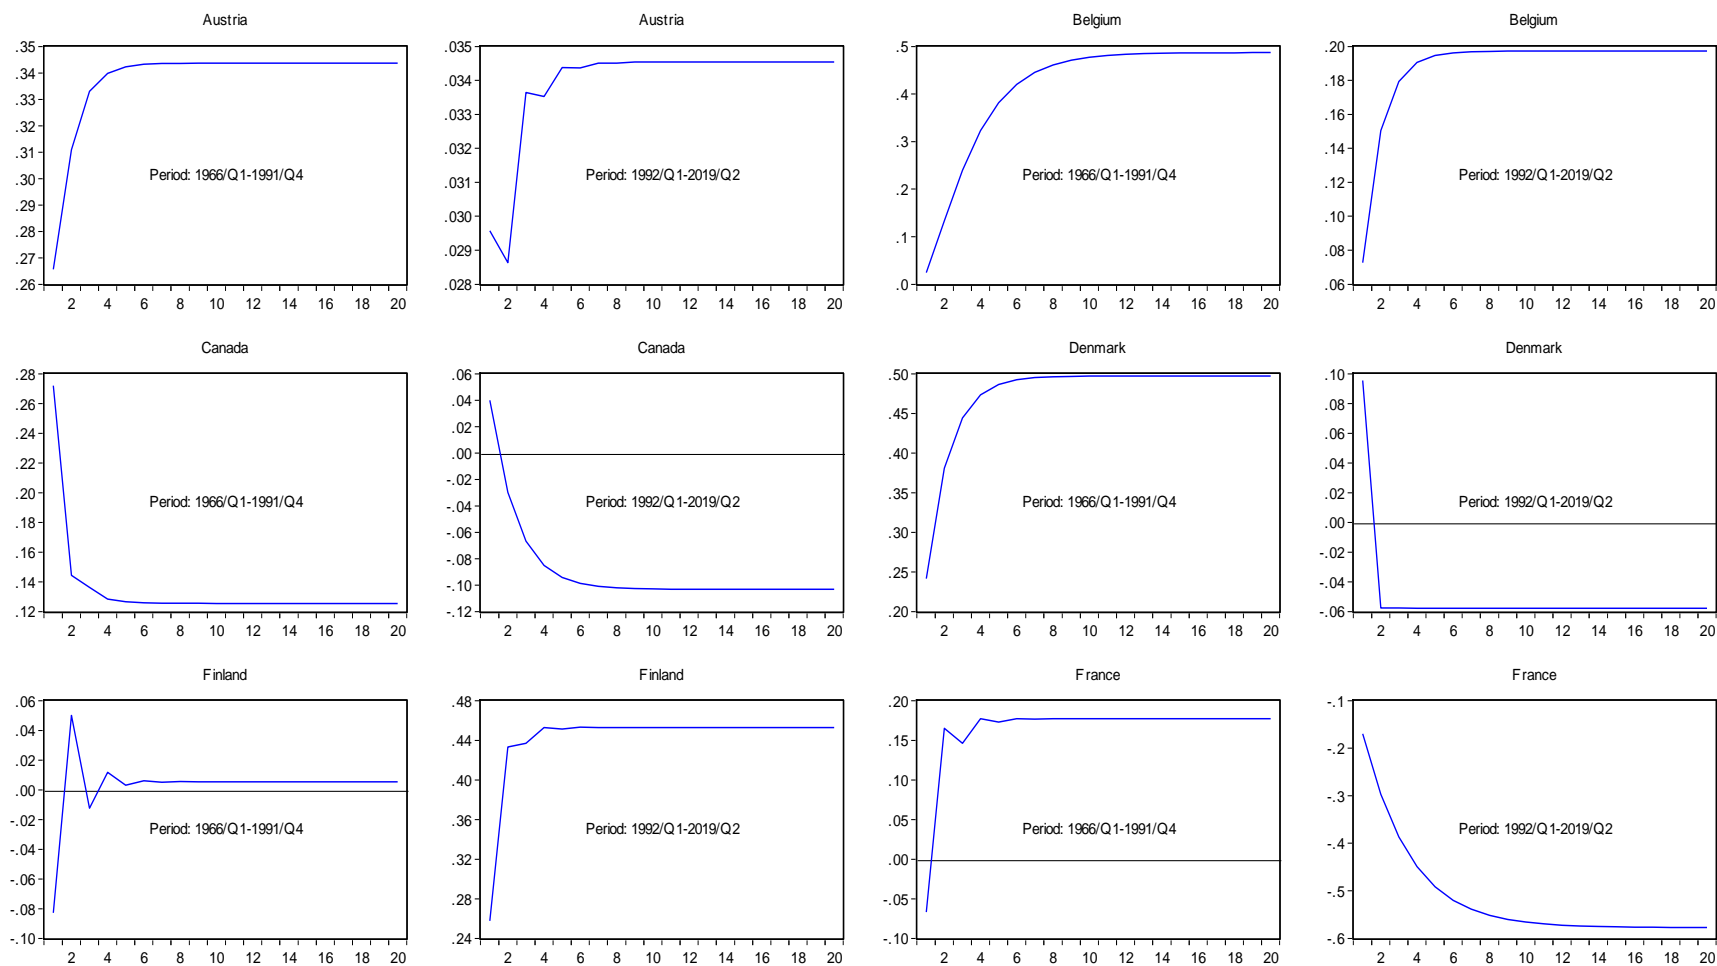 Austria
.35
.34
.33
.32
.31
.30
.29
.28
.27
.26
Period: 1966/Q1-1991/Q4
2 4 6 8 10 12 14 16 18 20
Austria
.035
.034
.033
.032
.031
.030
.029
.028
Period: 1992/Q1-2019/Q2
2 4 6 8 10 12 14 16 18 20
Belgium
.5
.4
.3
.2
.1
.0
Period: 1966/Q1-1991/Q4
2 4 6 8 10 12 14 16 18 20
Belgium
.20
.18
.16
.14
.12
.10
.08
.06
Period: 1992/Q1-2019/Q2
2 4 6 8 10 12 14 16 18 20
Canada
.28
.26
.24
.22
.20
.18
.16
.14
.12
Period: 1966/Q1-1991/Q4
2 4 6 8 10 12 14 16 18 20
Canada
.06
.04
.02
.00
-.02
-.04
-.06
-.08
-.10
-.12
Period: 1992/Q1-2019/Q2
2 4 6 8 10 12 14 16 18 20
Denmark
.50
.45
.40
.35
.30
.25
.20
Period: 1966/Q1-1991/Q4
2 4 6 8 10 12 14 16 18 20
Denmark
.10
.08
.06
.04
.02
.00
-.02
-.04
-.06
Period: 1992/Q1-2019/Q2
2 4 6 8 10 12 14 16 18 20
Finland
.06
.04
.02
.00
-.02
-.04
-.06
-.08
-.10
Period: 1966/Q1-1991/Q4
2 4 6 8 10 12 14 16 18 20
Finland
.48
.44
.40
.36
.32
.28
.24
Period: 1992/Q1-2019/Q2
2 4 6 8 10 12 14 16 18 20
France
.20
.15
.10
.05
.00
-.05
-.10
Period: 1966/Q1-1991/Q4
2 4 6 8 10 12 14 16 18 20
France
-.1
-.2
-.3
-.4
-.5
-.6
Period: 1992/Q1-2019/Q2
2 4 6 8 10 12 14 16 18 20